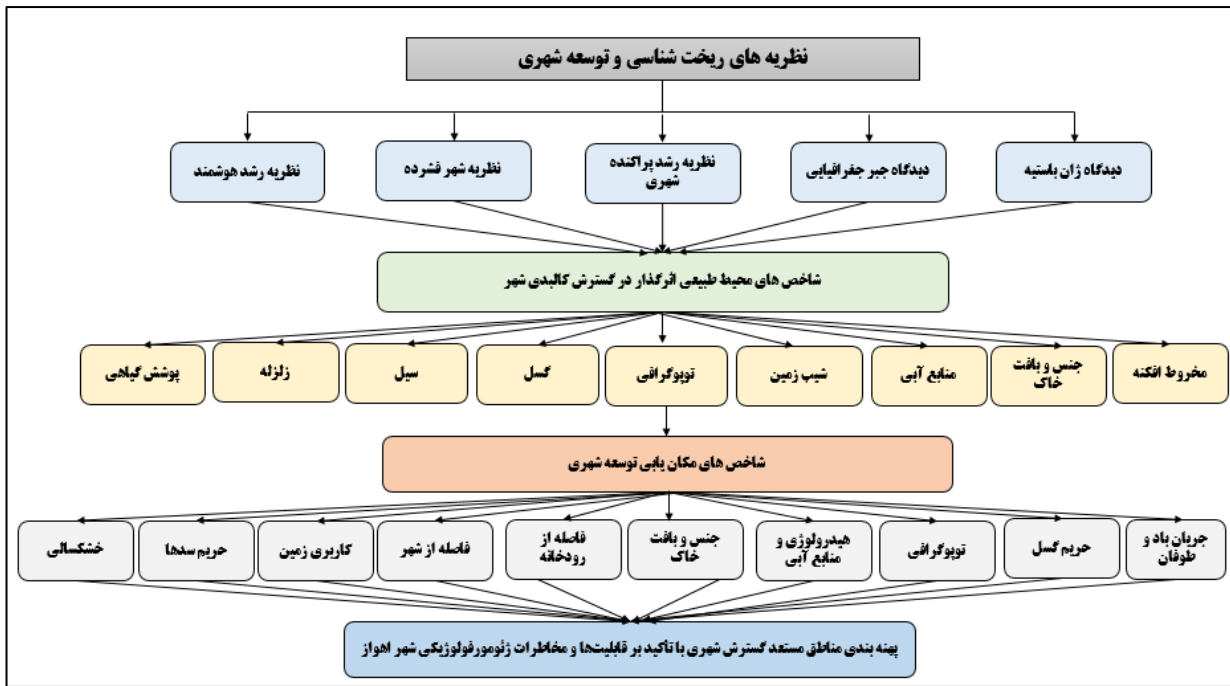 نظریه های ریخت شناسی و توسعه شهری
دیدگاه ژان باستیه
دیدگاه جبر جغرافیایی
نظریه رشد پراکنده
شهری
نظریه شهر فشرده
نظریه رشد هوشمند
شاخص های محیط طبیعی اثرگذار در گسترش کالبدی شهر
مخروط افکنه
جنس و بافت
خاک
منابع آبی
شیب زمین
توپوگرافی
گسل
سیل
زلزله
پوشش گیاهی
شاخص های مکان یابی توسعه شهری
جریان باد و
طوفان
حریم گسل
توپوگرافی
هیدرولوژی و
منابع آبی
جنس و بافت
خاک
فاصله از
رودخانه
فاصله از شهر
کاربری زمین
حریم سدها
خشکسالی
پهنه بندی مناطق مستعد گسترش شهری با تأکید بر قابلیت‌ها و مخاطرات ژئومورفولوژیکی شهر اهواز